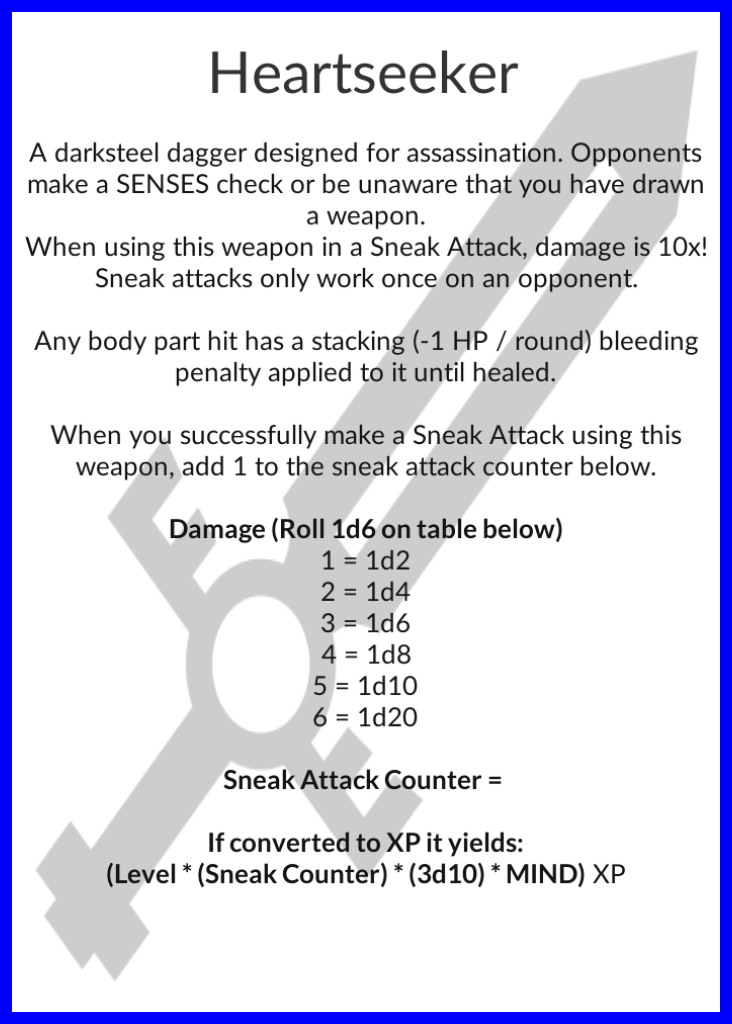 Heartseeker
A darksteel dagger designed for assassination. Opponents
make a SENSES check or be unaware that you have drawn
a weapon.
When using this weapon in a Sneak Attack, damage is 10x!
Sneak attacks only work once on an opponent.
Any body part hit has a stacking (-1 HP / round) bleeding
penalty applied to it until healed.
When you successfully make a Sneak Attack using this
weapon, add 1 to the sneak attack counter below.
Damage (Roll 1d6 on table below)
1 = 1d2
2 = 1d4
3 = 1d6
4 = 1d8
5 = 1d10
6 = 1d20
Sneak Attack Counter =
If converted to XP it yields:
(Level * (Sneak Counter) * (3d10) * MIND) XP